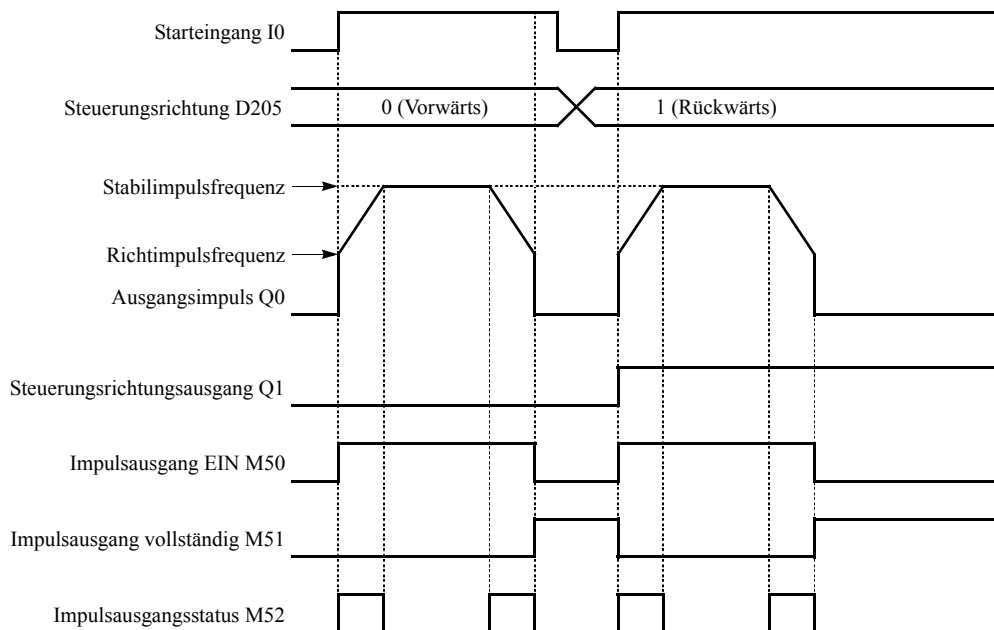 Starteingang I0
Steuerungsrichtung D205
0 (Vorwärts)
1 (Rückwärts)
Stabilimpulsfrequenz
Richtimpulsfrequenz
Ausgangsimpuls Q0
Steuerungsrichtungsausgang Q1
Impulsausgang EIN M50
Impulsausgang vollständig M51
Impulsausgangsstatus M52